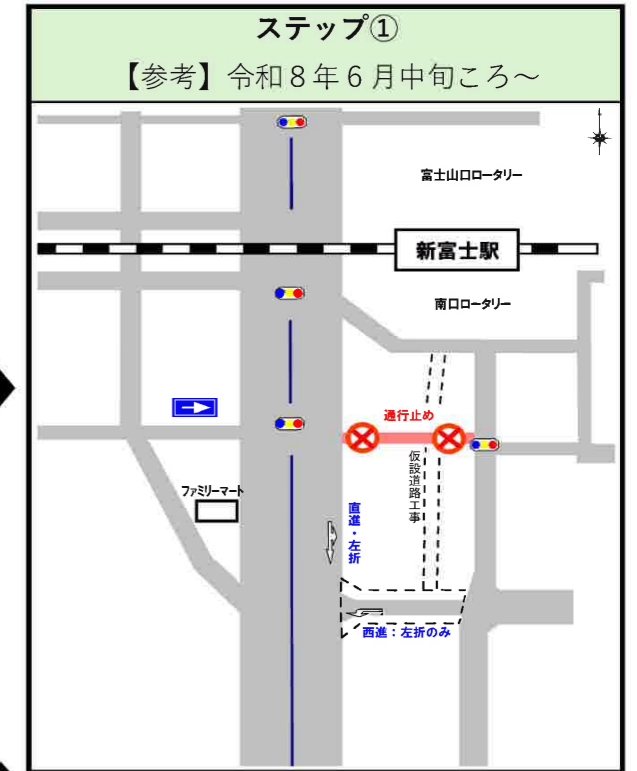 ステップ①
【参考】令和８年６月中旬ころ～
富士山口ロータリー
新富士駅
南口ロータリー
通行止め
仮設道路工事
ファミリーマート
直進・左折
西進：左折のみ